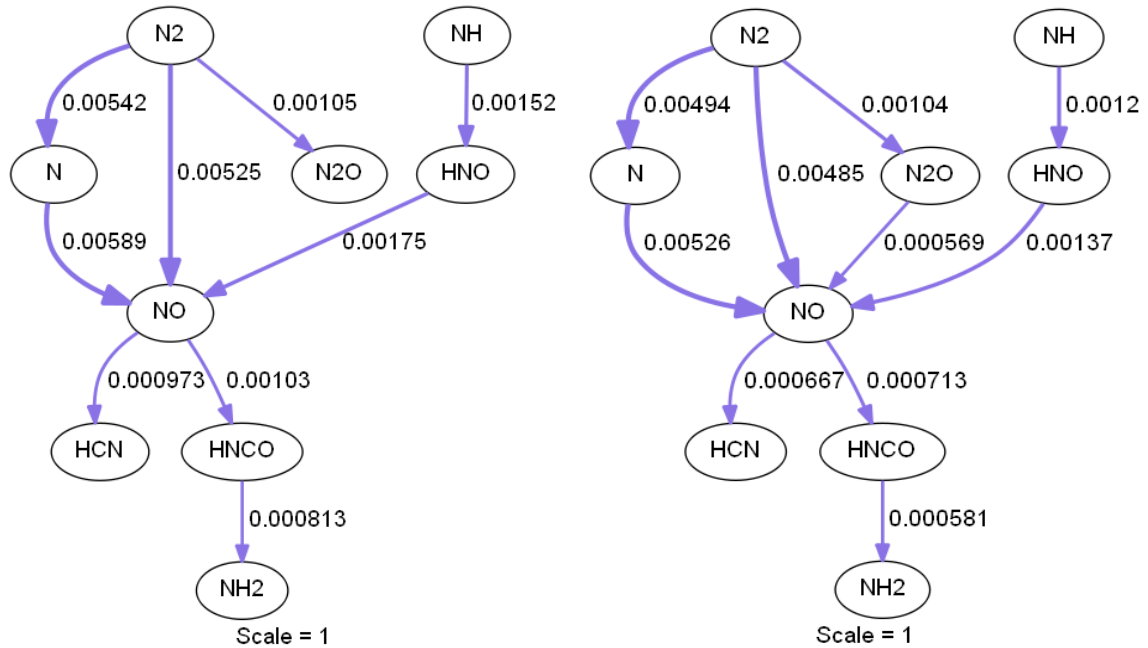 N2
NH
0.00542
0.00105
0.00152
N
0.00525
N2O
HNO
0.00589
0.00175
NO
0.000973
0.00103
HCN
HNCO
0.000813
NH2
Scale = 1
N2
NH
0.00494
0.00104
0.0012
N
0.00485
N2O
HNO
0.00526
0.000569
0.00137
NO
0.000667
0.000713
HCN
HNCO
0.000581
NH2
Scale = 1